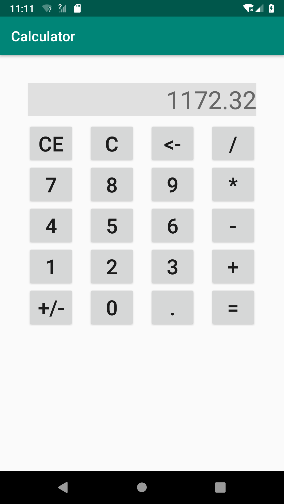 11:11
Calculator
1172.32
CE C <- /
7 8 9 *
4 5 6 -
1 2 3 +
+/- 0 . =